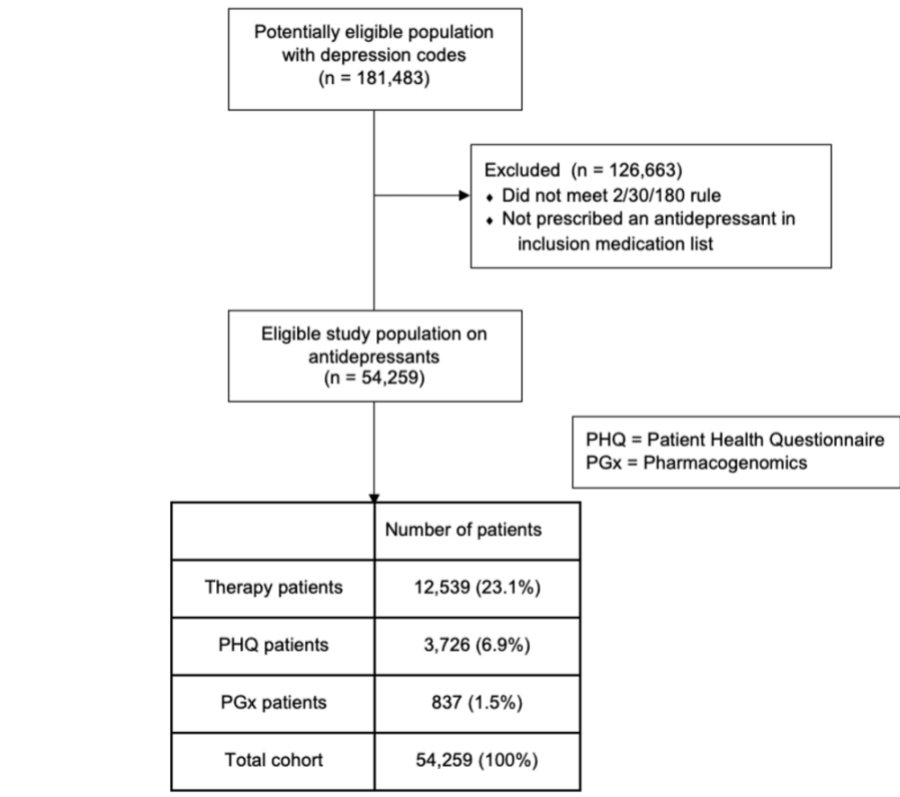 Potentially eligible population
with depression codes
(n = 181,483)
Excluded (n = 126,663)
♦ Did not meet 2/30/180 rule
♦ Not prescribed an antidepressant in
inclusion medication list
Eligible study population on
antidepressants
(n = 54,259)
PHQ = Patient Health Questionnaire
PGx = Pharmacogenomics
Number of patients
Therapy patients 12,539 (23.1%)
PHQ patients 3,726 (6.9%)
PGx patients 837 (1.5%)
Total cohort 54,259 (100%)